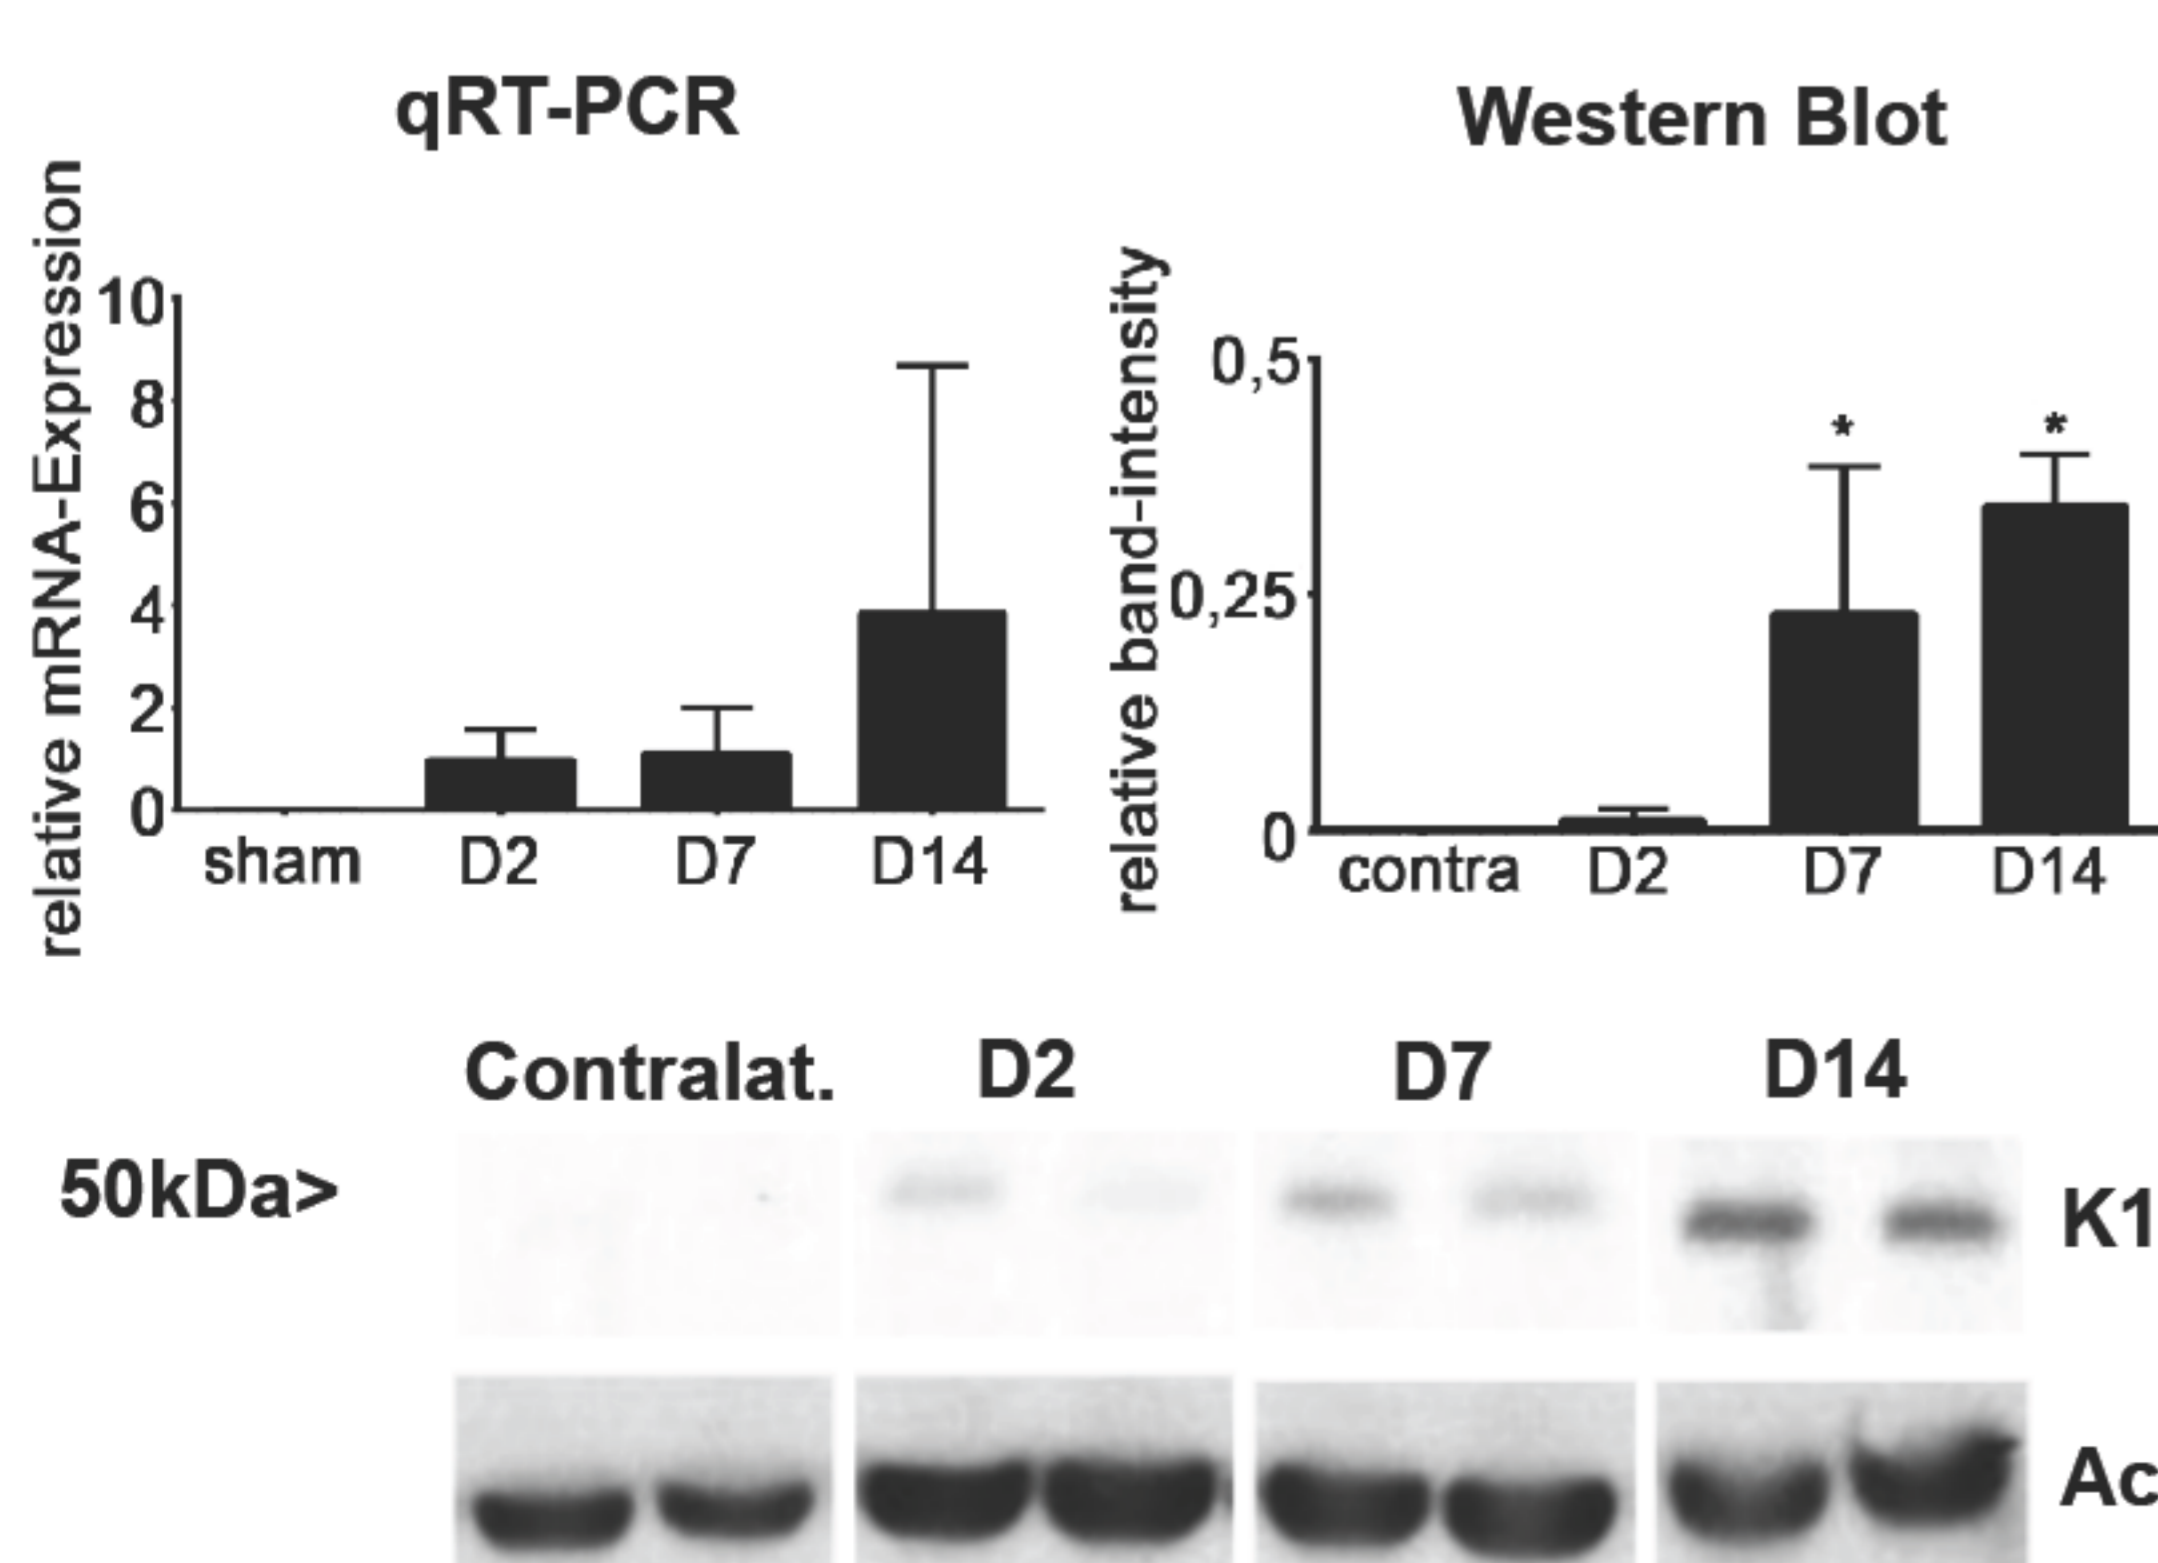 qRT-PCR
Western Blot
relative mRNA-Expression
10
8
6
4
2
0
sham D2 D7 D14
relative band-intensity
0,5
* *
0,25
0
contra D2 D7 D14
Contralat. D2 D7 D14
50kDa>
K1
Ac